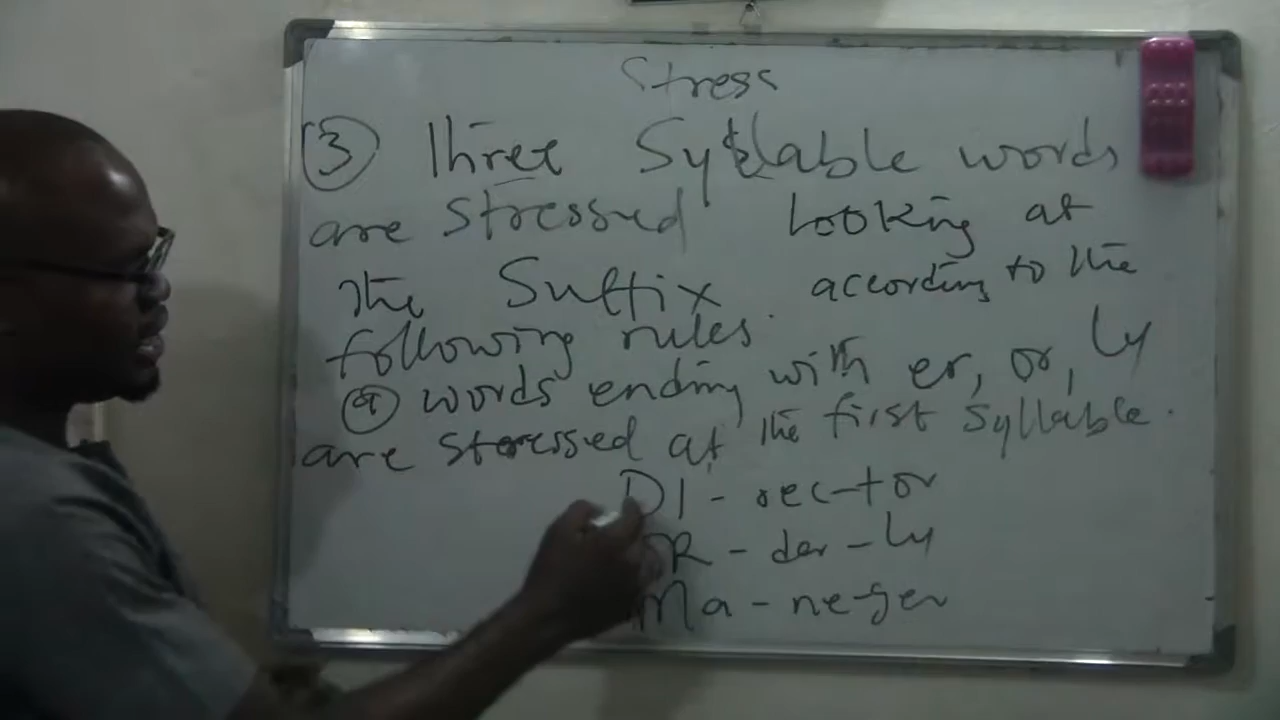 Stress
③ Three Syllable words
are stressed looking at
the Suffix according to the
following rules.
ⓐ words ending with er, or, ly
are stressed at the first syllable.
DI - rec-tor
OR - der - ly
Ma - ne-ger